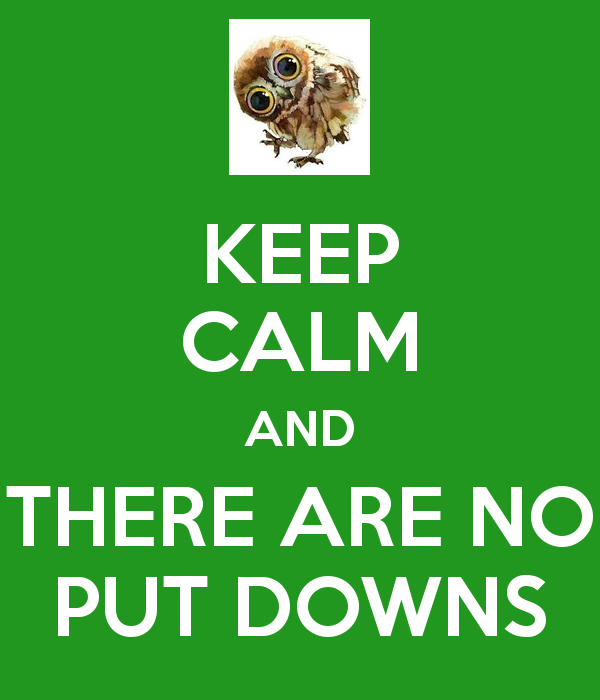 KEEP
CALM
AND
THERE ARE NO
PUT DOWNS